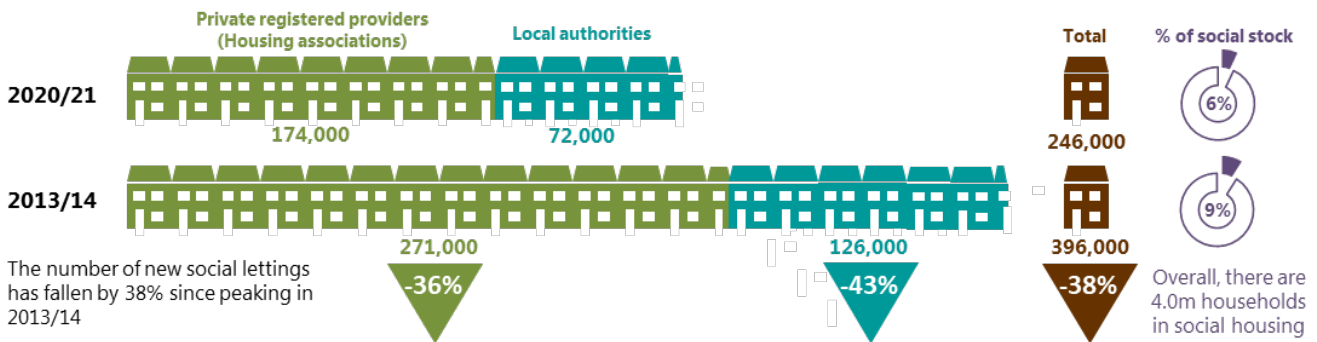 Private registered providers
(Housing associations)
Local authorities
Total
% of social stock
2020/21
174,000
72,000
246,000
6%
2013/14
271,000
126,000
396,000
9%
The number of new social lettings
has fallen by 38% since peaking in
2013/14
-36%
-43%
-38%
Overall, there are
4.0m households
in social housing